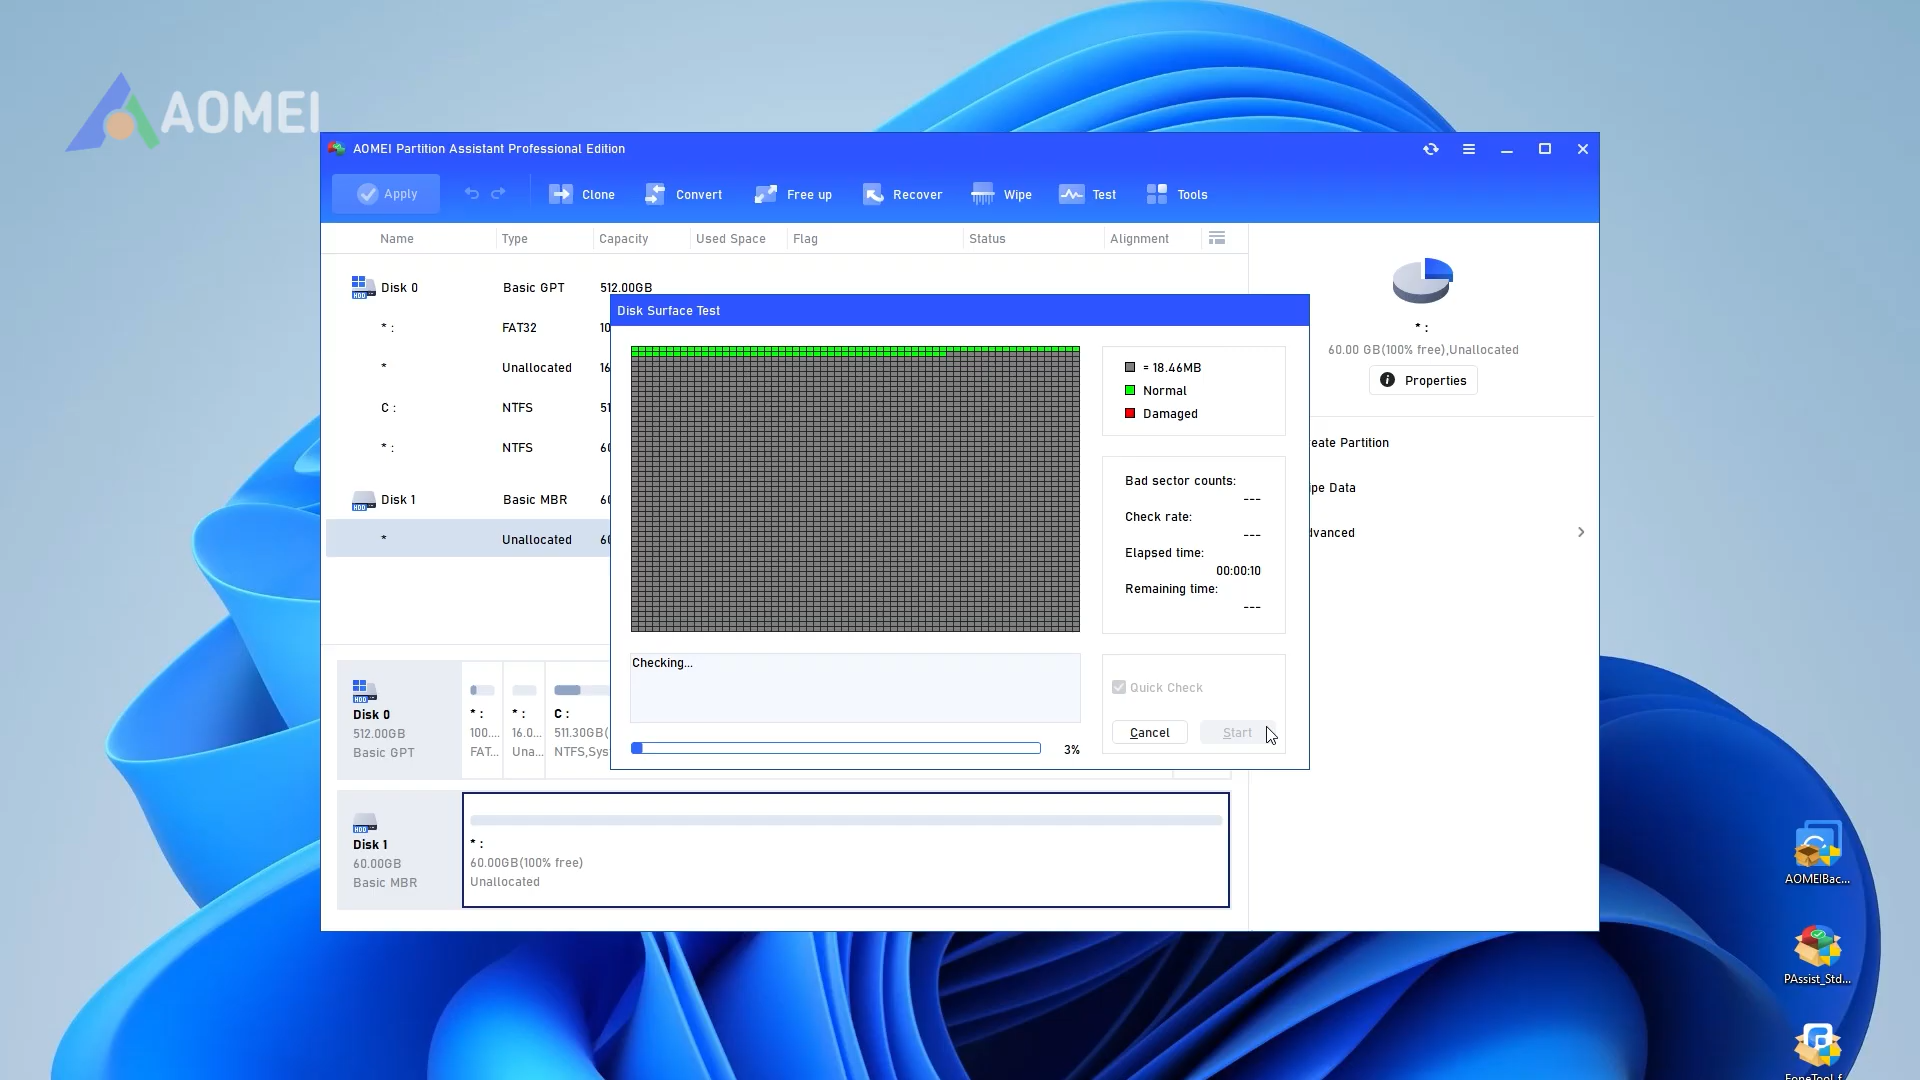 AOMEI
AOMEI Partition Assistant Professional Edition
Apply
Clone
Convert
Free up
Recover
Wipe
Test
Tools
Name Type Capacity Used Space Flag Status Alignment
Disk 0 Basic GPT 512.00GB
* : FAT32 10
* Unallocated 16
C : NTFS 51
* : NTFS 60
Disk 1 Basic MBR 60
* Unallocated 60
Disk Surface Test
= 18.46MB
Normal
Damaged
Bad sector counts:
---
Check rate:
---
Elapsed time:
00:00:10
Remaining time:
---
Checking...
Quick Check
Cancel
Start
3%
* :
60.00 GB(100% free),Unallocated
Properties
eate Partition
ipe Data
dvanced
Disk 0
512.00GB
Basic GPT
* :
100....
FAT...
* :
16.0...
Una...
C :
511.30GB(
NTFS,Sys
Disk 1
60.00GB
Basic MBR
* :
60.00GB(100% free)
Unallocated
AOMEIBac...
PAssist_Std...
FoneTool_f